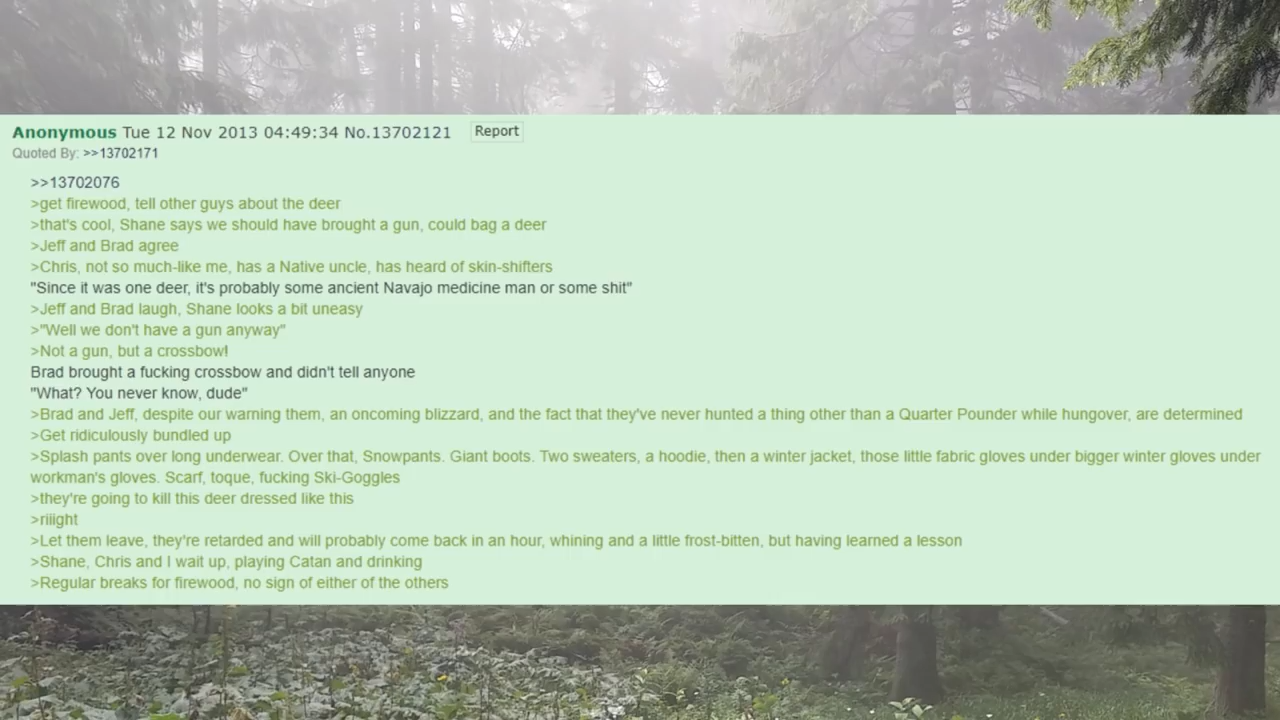 Anonymous Tue 12 Nov 2013 04:49:34 No.13702121 Report
Quoted By: >>13702171
>>13702076
>get firewood, tell other guys about the deer
>that's cool, Shane says we should have brought a gun, could bag a deer
>Jeff and Brad agree
>Chris, not so much-like me, has a Native uncle, has heard of skin-shifters
"Since it was one deer, it's probably some ancient Navajo medicine man or some shit"
>Jeff and Brad laugh, Shane looks a bit uneasy
>"Well we don't have a gun anyway"
>Not a gun, but a crossbow!
Brad brought a fucking crossbow and didn't tell anyone
"What? You never know, dude"
>Brad and Jeff, despite our warning them, an oncoming blizzard, and the fact that they've never hunted a thing other than a Quarter Pounder while hungover, are determined
>Get ridiculously bundled up
>Splash pants over long underwear. Over that, Snowpants. Giant boots. Two sweaters, a hoodie, then a winter jacket, those little fabric gloves under bigger winter gloves under
workman's gloves. Scarf, toque, fucking Ski-Goggles
>they're going to kill this deer dressed like this
>riiight
>Let them leave, they're retarded and will probably come back in an hour, whining and a little frost-bitten, but having learned a lesson
>Shane, Chris and I wait up, playing Catan and drinking
>Regular breaks for firewood, no sign of either of the others